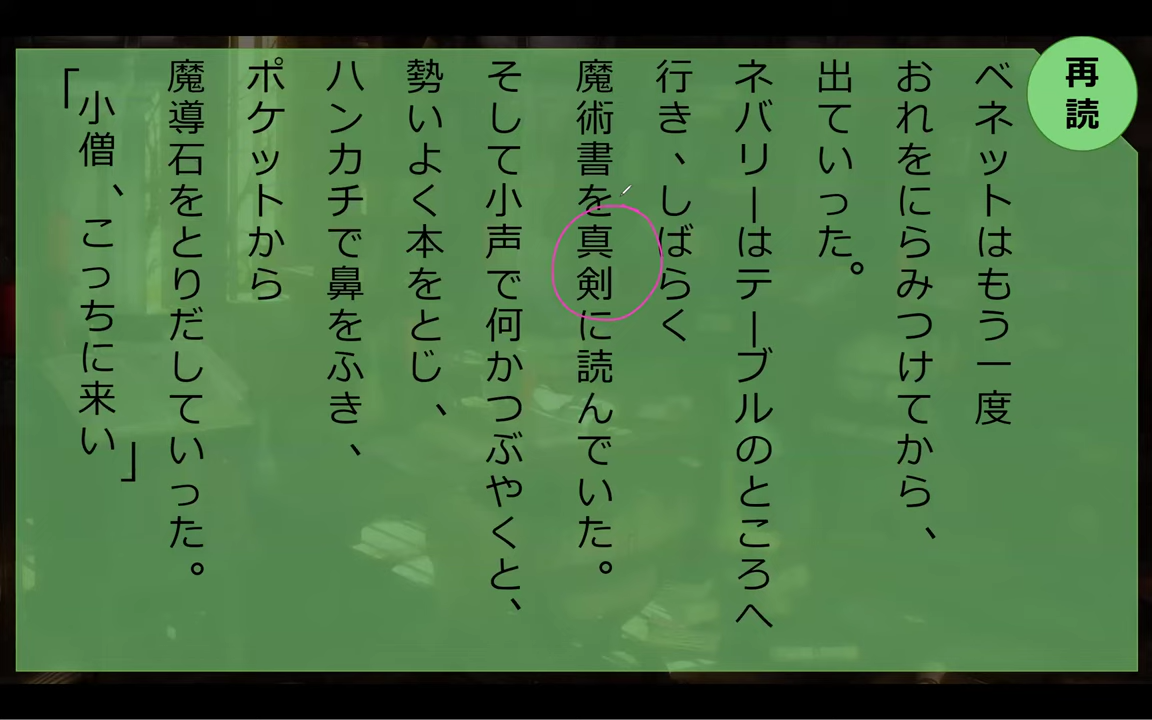 再読
ベネットはもう一度
おれをにらみつけてから、
出ていった。
ネバリーはテーブルのところへ
行き、しばらく
魔術書を真剣に読んでいた。
そして小声で何かつぶやくと、
勢いよく本をとじ、
ハンカチで鼻をふき、
ポケットから
魔導石をとりだしていった。
「小僧、こっちに来い」